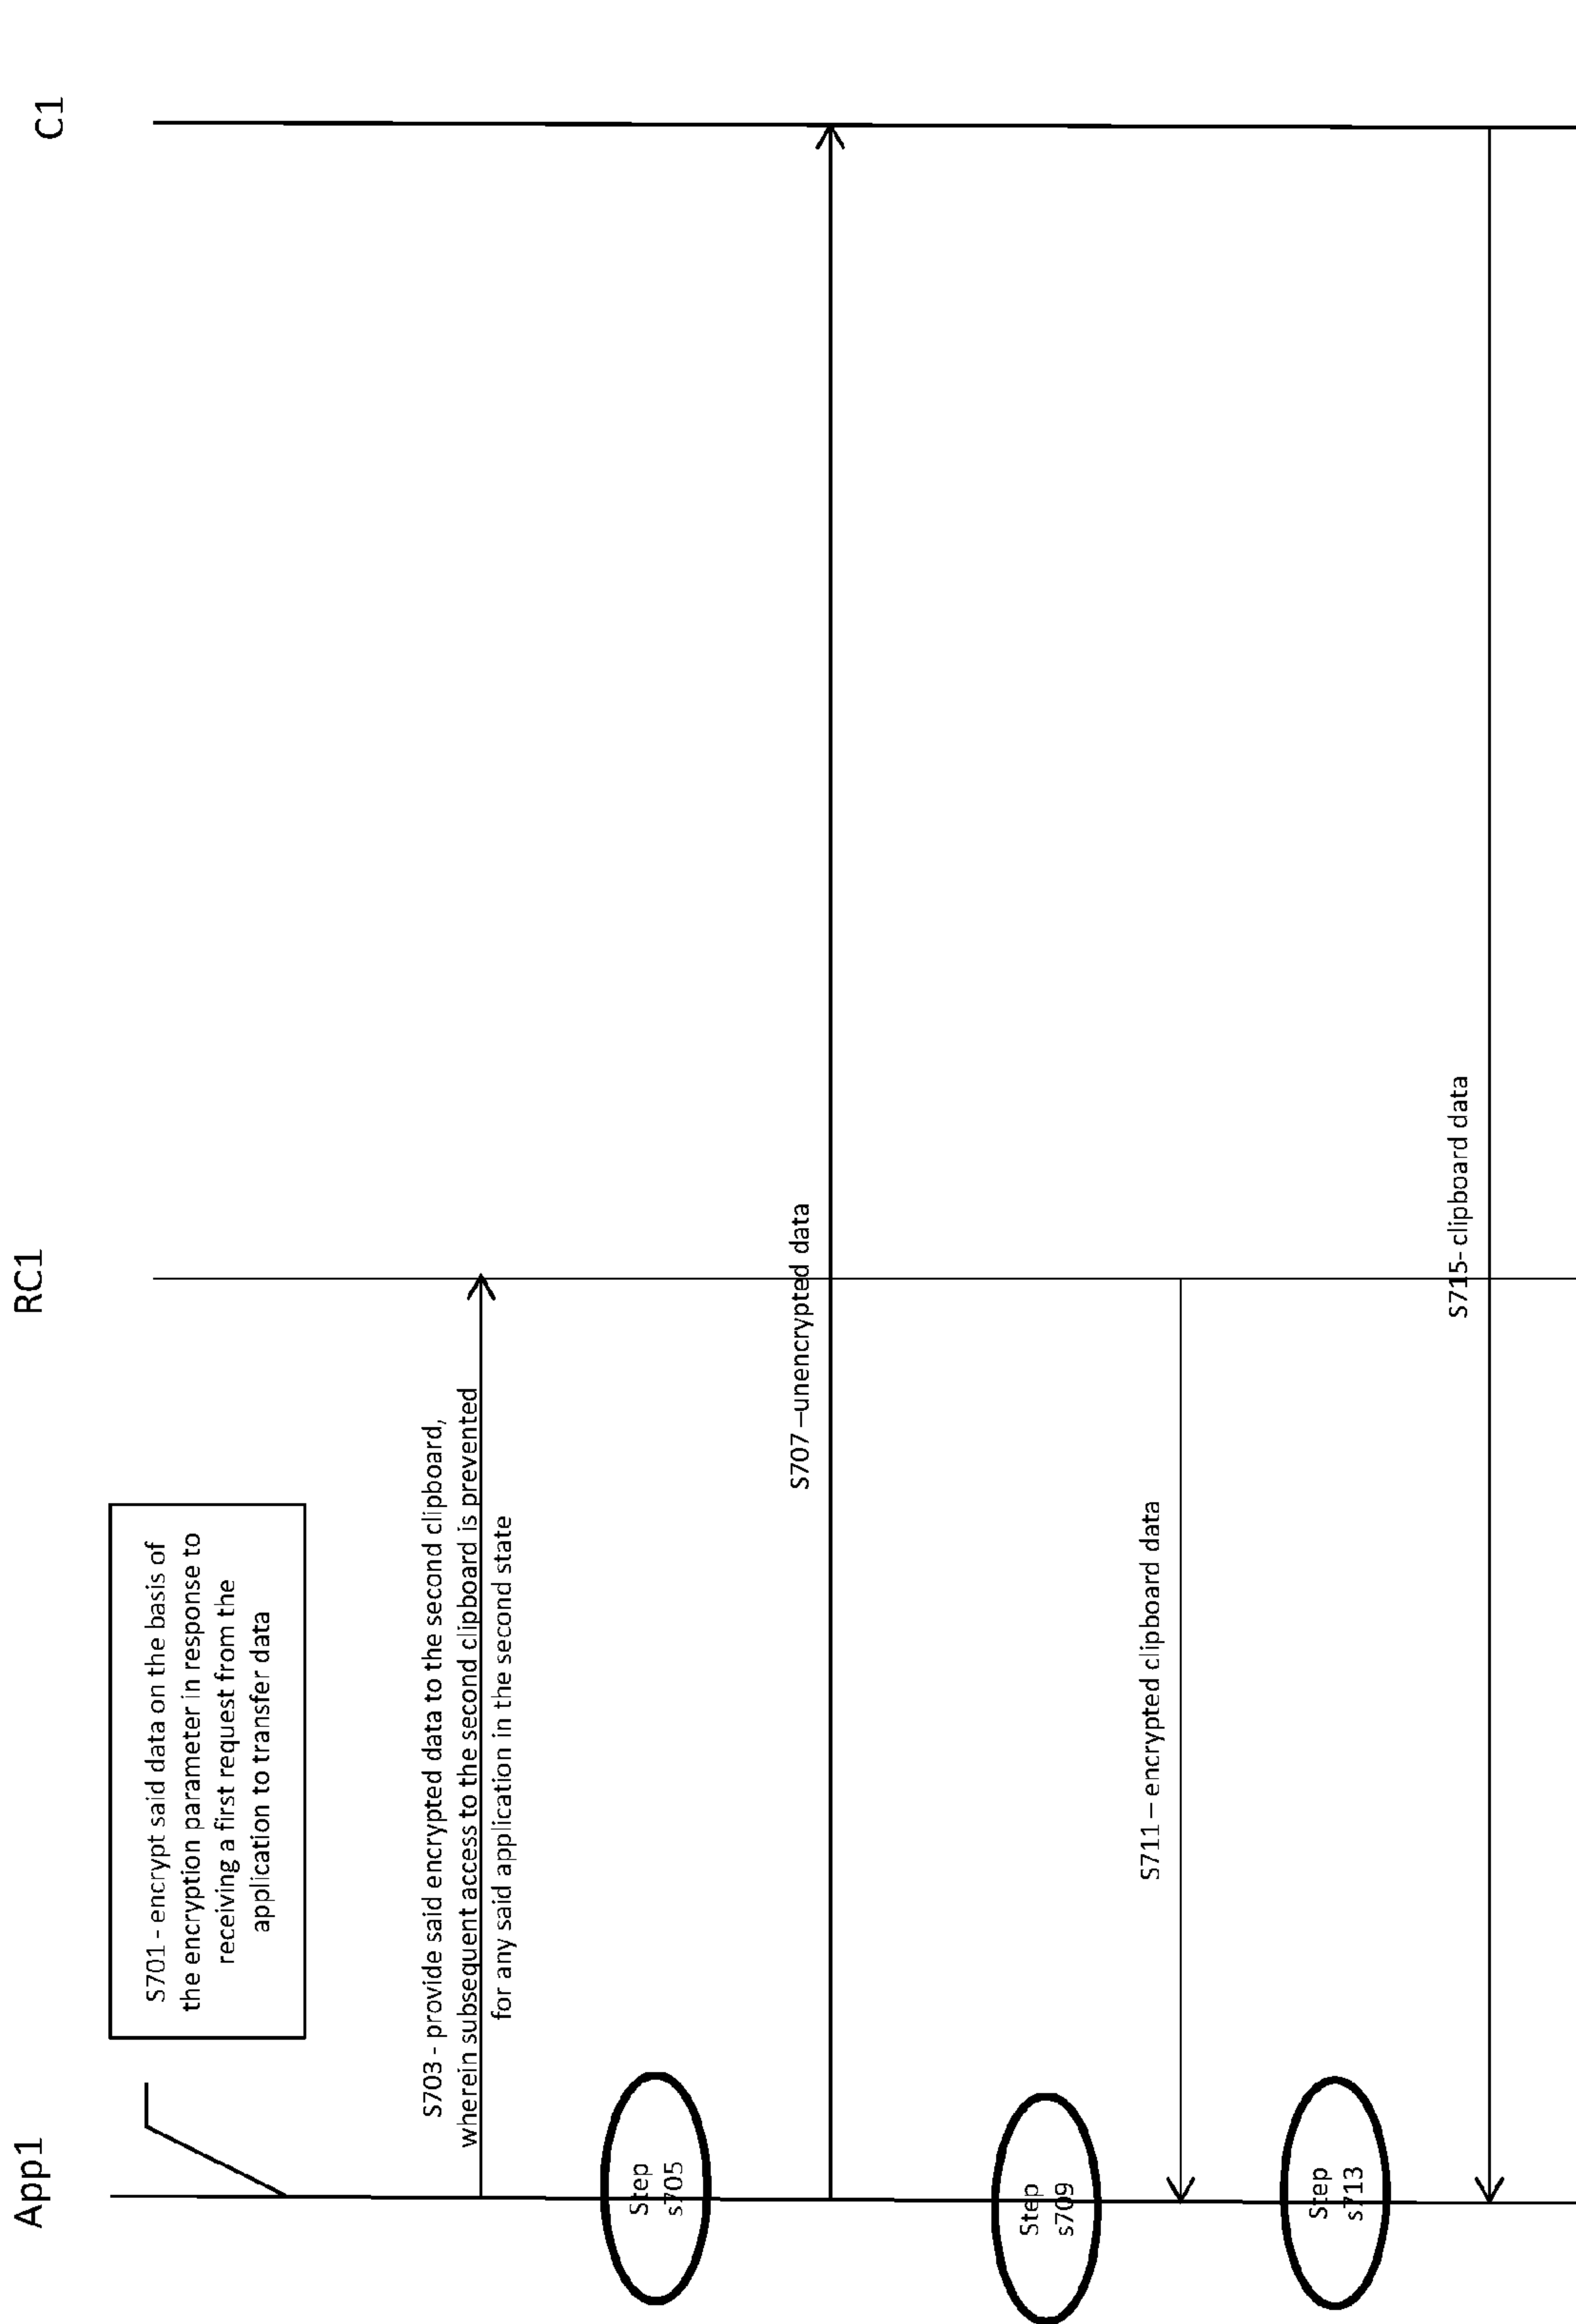 App1
RC1
C1
S701 - encrypt said data on the basis of
the encryption parameter in response to
receiving a first request from the
application to transfer data
S703 - provide said encrypted data to the second clipboard,
wherein subsequent access to the second clipboard is prevented
for any said application in the second state
Step
s705
S707 –unencrypted data
Step
s709
S711 – encrypted clipboard data
Step
s713
S715- clipboard data